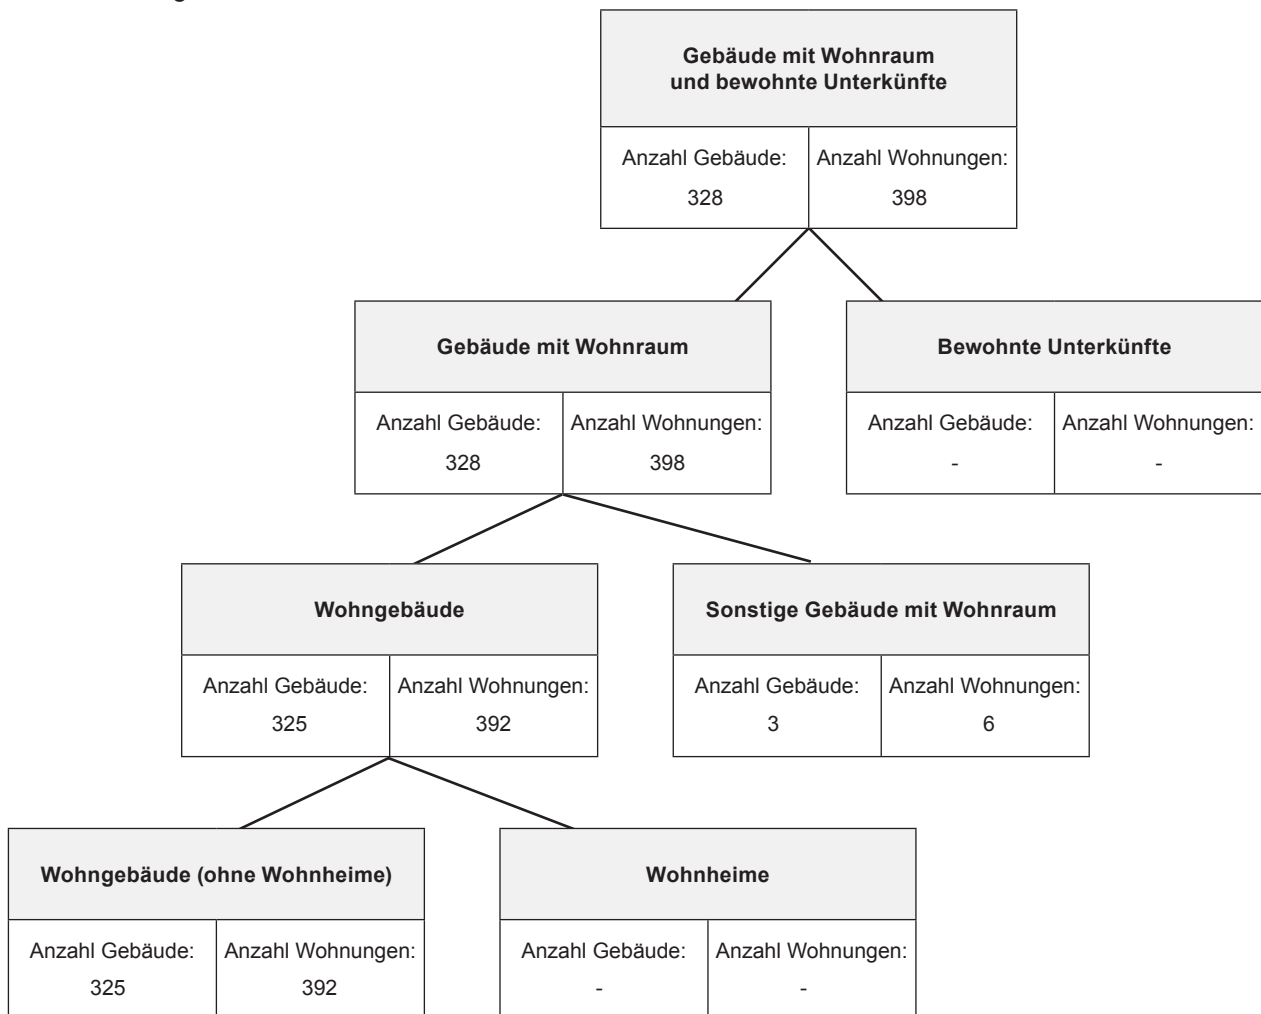 Gebäude mit Wohnraum
und bewohnte Unterkünfte
Anzahl Gebäude: Anzahl Wohnungen:
328 398
Gebäude mit Wohnraum
Bewohnte Unterkünfte
Anzahl Gebäude: Anzahl Wohnungen:
328 398
Anzahl Gebäude: Anzahl Wohnungen:
- -
Wohngebäude
Sonstige Gebäude mit Wohnraum
Anzahl Gebäude: Anzahl Wohnungen:
325 392
Anzahl Gebäude: Anzahl Wohnungen:
3 6
Wohngebäude (ohne Wohnheime)
Wohnheime
Anzahl Gebäude: Anzahl Wohnungen:
325 392
Anzahl Gebäude: Anzahl Wohnungen:
- -